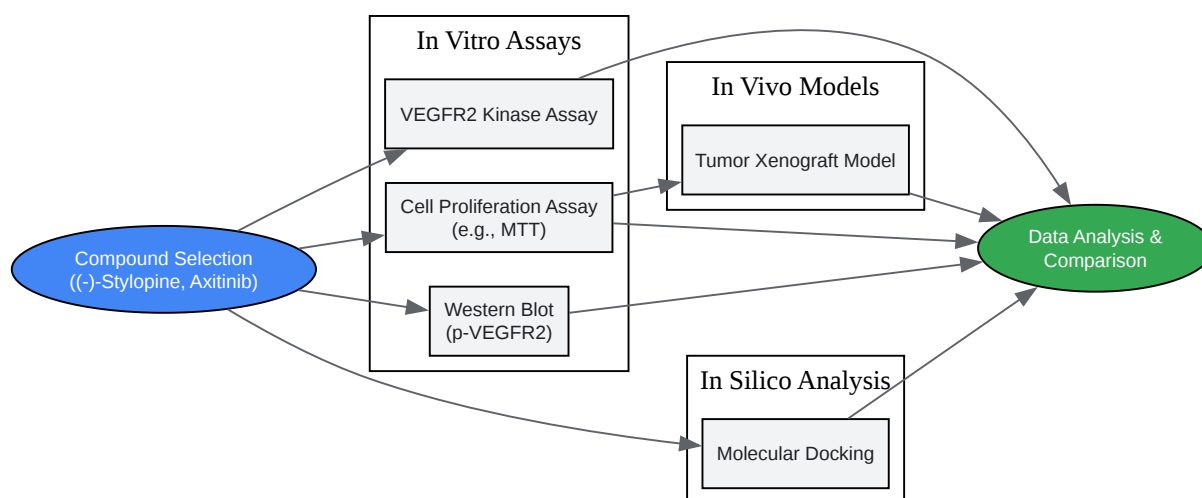 In Vitro Assays
VEGFR2 Kinase Assay
Cell Proliferation Assay
(e.g., MTT)
Western Blot
(p-VEGFR2)
In Vivo Models
Tumor Xenograft Model
Compound Selection
((-)-Stylopine, Axitinib)
Data Analysis &
Comparison
In Silico Analysis
Molecular Docking